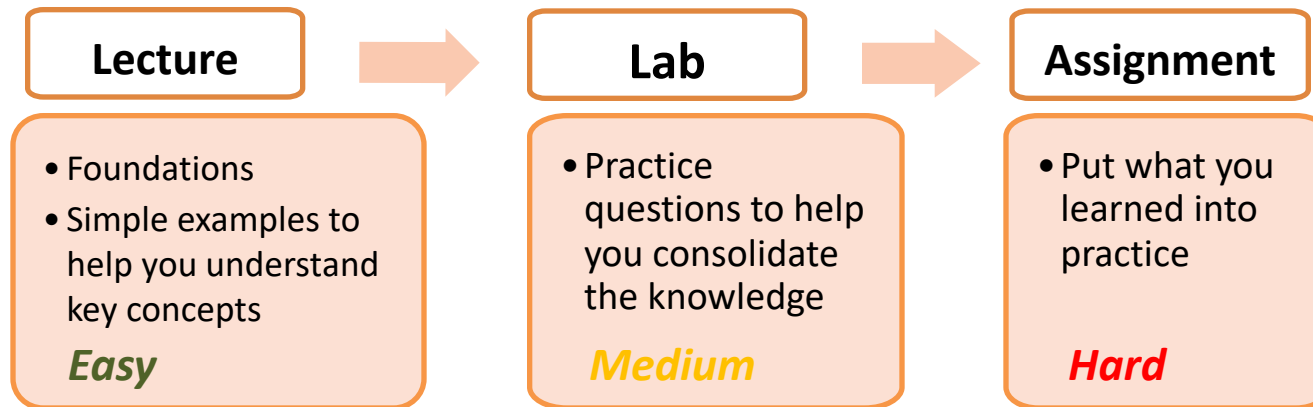 Lecture
Lab
Assignment
• Foundations
• Simple examples to
help you understand
key concepts
Easy
• Practice
questions to help
you consolidate
the knowledge
Medium
• Put what you
learned into
practice
Hard